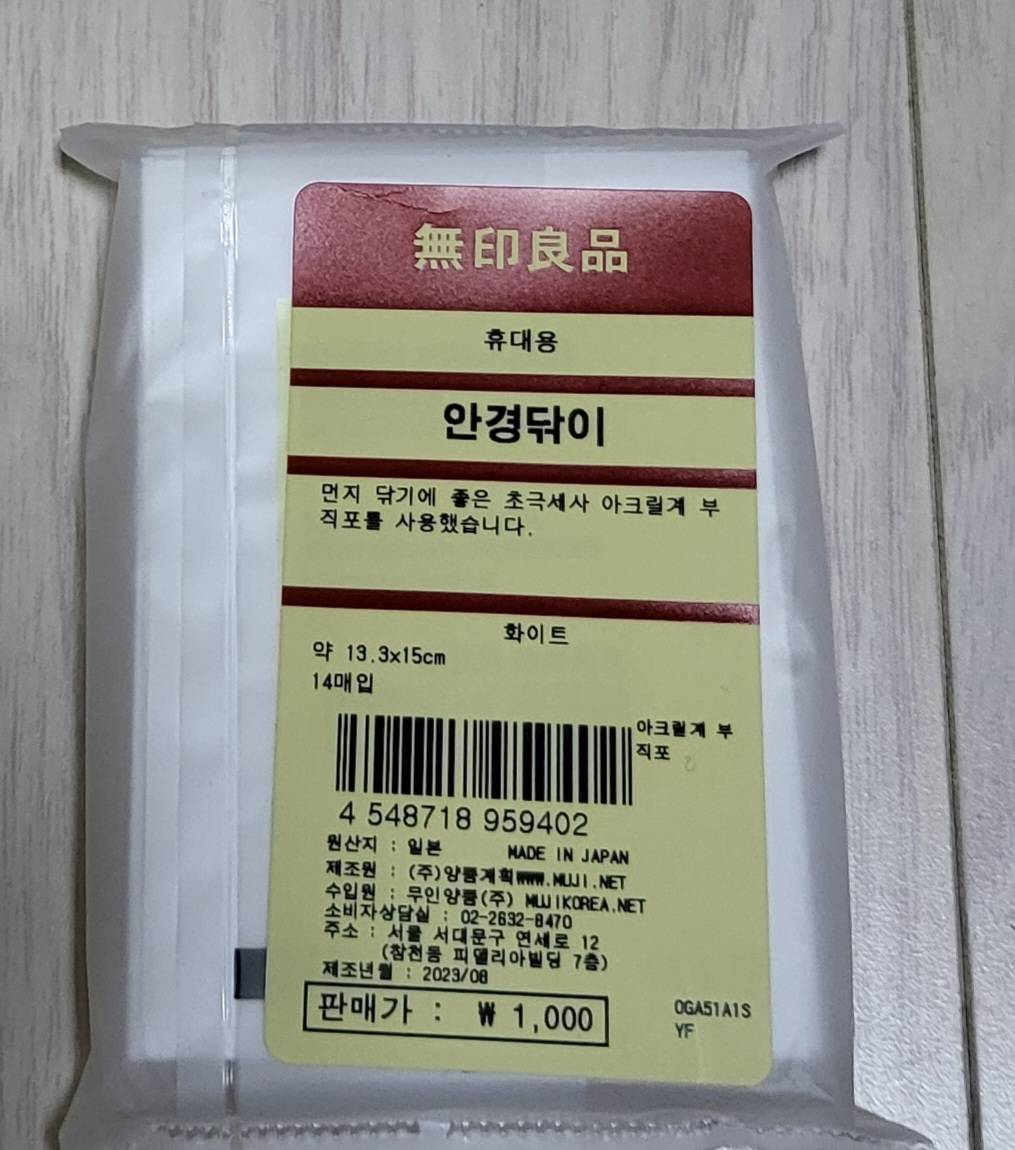 無印良品
휴대용
안경닦이
먼지 닦기에 좋은 초극세사 아크릴계 부
직포를 사용했습니다.
화이트
약 13.3x15cm
14매입
아크릴계 부
직포
4 548718 959402
원산지 : 일본 MADE IN JAPAN
제조원 : (주)양품계획 WWW.MUJI.NET
수입원 : 무인양품(주) MUJIKOREA.NET
소비자상담실 : 02-2632-8470
주소 : 서울 서대문구 연세로 12
(창천동 피델리아빌딩 7층)
제조년월 : 2023/08
판매가 : ₩ 1,000
OGA51A1S
YF